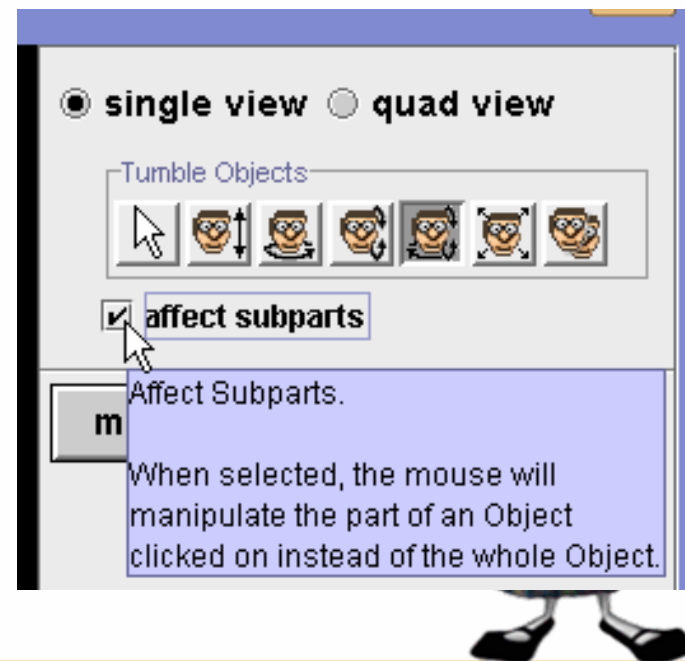 single view quad view
Tumble Objects
affect subparts
m
Affect Subparts.
When selected, the mouse will
manipulate the part of an Object
clicked on instead of the whole Object.